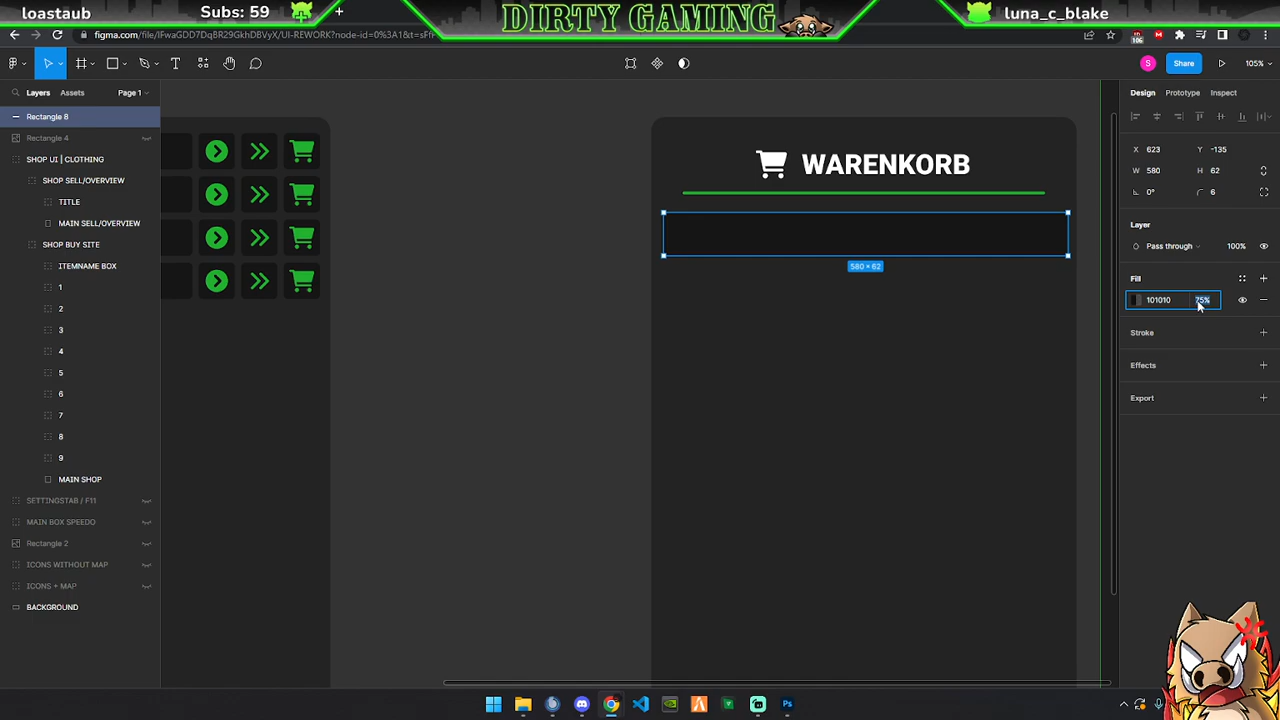 loastaub
Subs: 59
DIRTY GAMING
luna_c_blake
figma.com/file/IFwaGDD7DqBR29GkhDBVyX/UI-REWORK?node-id=0%3A1&t=sFfr
106
S
Share
105%
Layers
Assets
Page 1
Design
Prototype
Inspect
Rectangle 8
Rectangle 4
SHOP UI | CLOTHING
SHOP SELL/OVERVIEW
TITLE
MAIN SELL/OVERVIEW
SHOP BUY SITE
ITEMNAME BOX
1
2
3
4
5
6
7
8
9
MAIN SHOP
SETTINGSTAB / F11
MAIN BOX SPEEDO
Rectangle 2
ICONS WITHOUT MAP
ICONS + MAP
BACKGROUND
WARENKORB
580 × 62
X 623
Y -135
W 580
H 62
0°
6
Layer
Pass through
100%
Fill
101010
75%
Stroke
Effects
Export
Ps